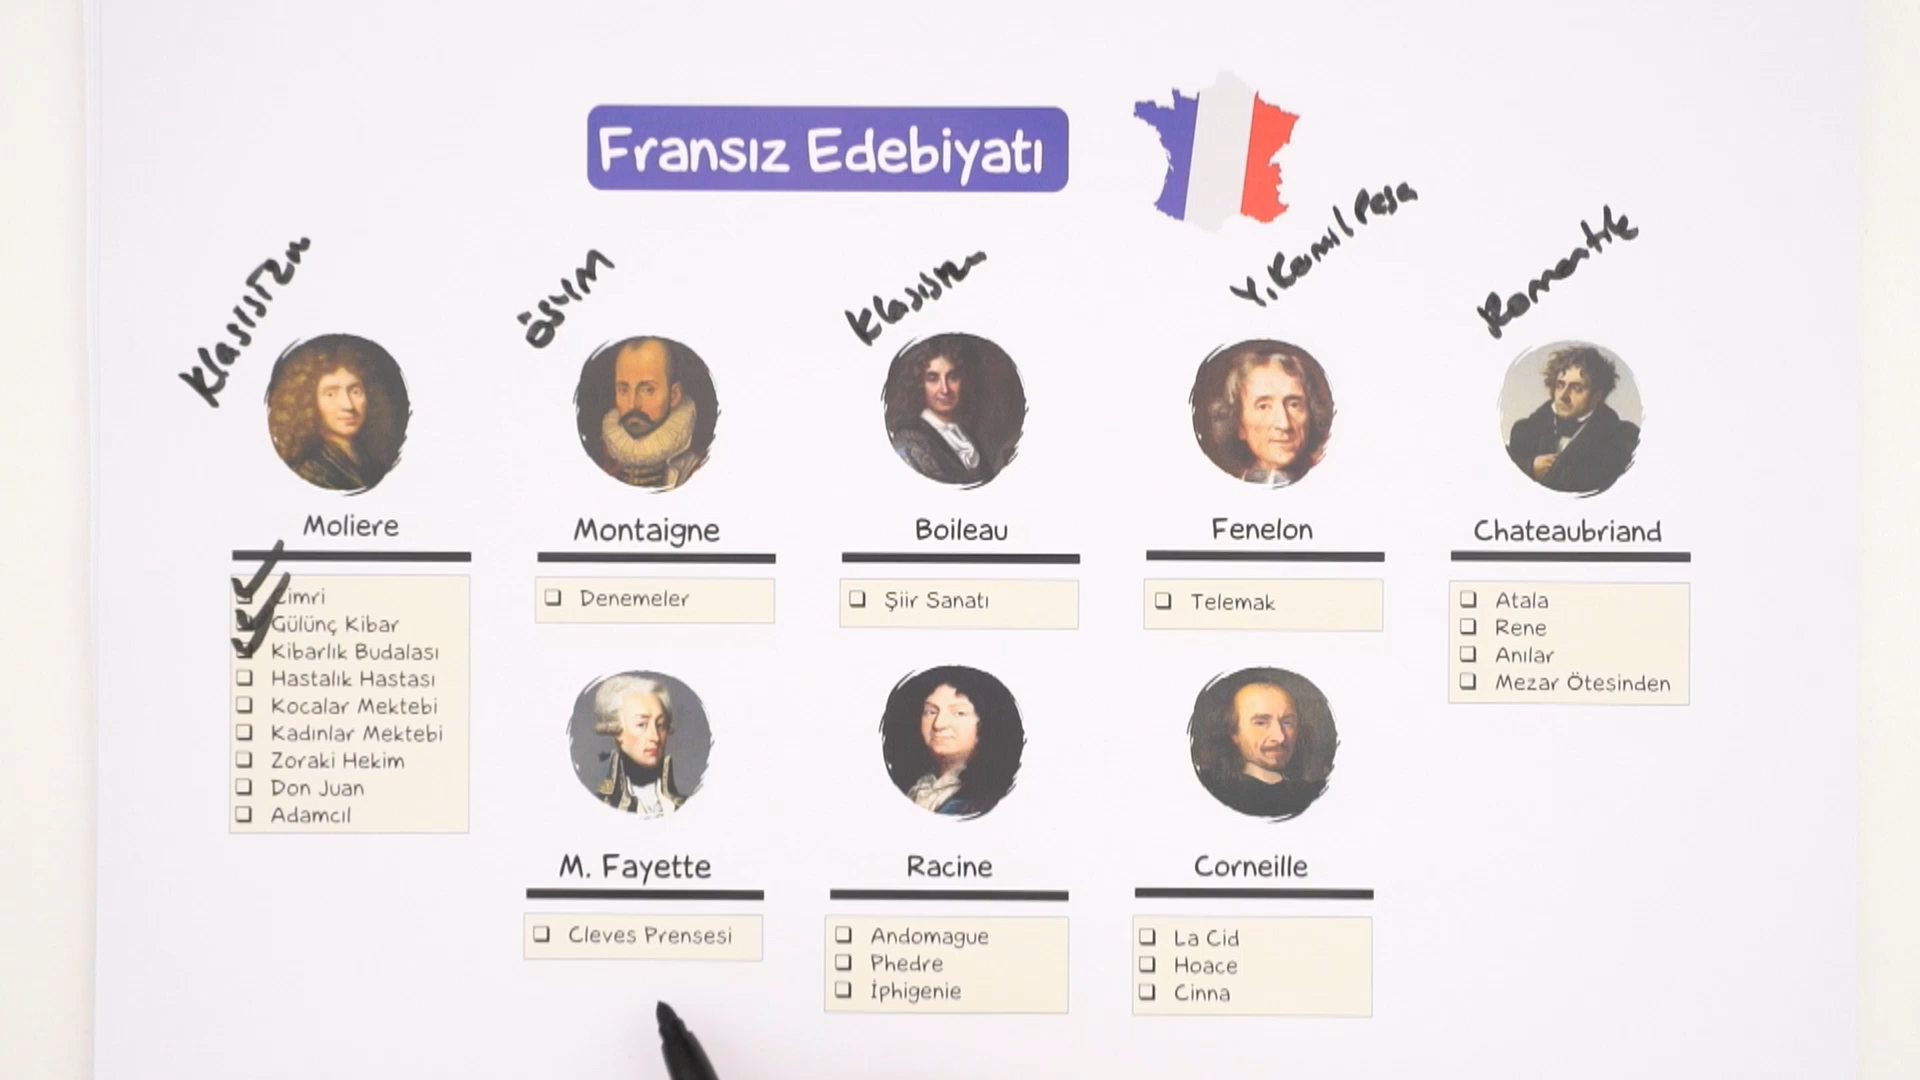 Fransız Edebiyatı
Klasisizm
ÖSYM
Klasisizm
Y. Kamil Paşa
Romantik
Moliere
Cimri
Gülünç Kibar
Kibarlık Budalası
Hastalık Hastası
Kocalar Mektebi
Kadınlar Mektebi
Zoraki Hekim
Don Juan
Adamcıl
Montaigne
Denemeler
Boileau
Şiir Sanatı
Fenelon
Telemak
Chateaubriand
Atala
Rene
Anılar
Mezar Ötesinden
M. Fayette
Cleves Prensesi
Racine
Andomague
Phedre
İphigenie
Corneille
La Cid
Hoace
Cinna